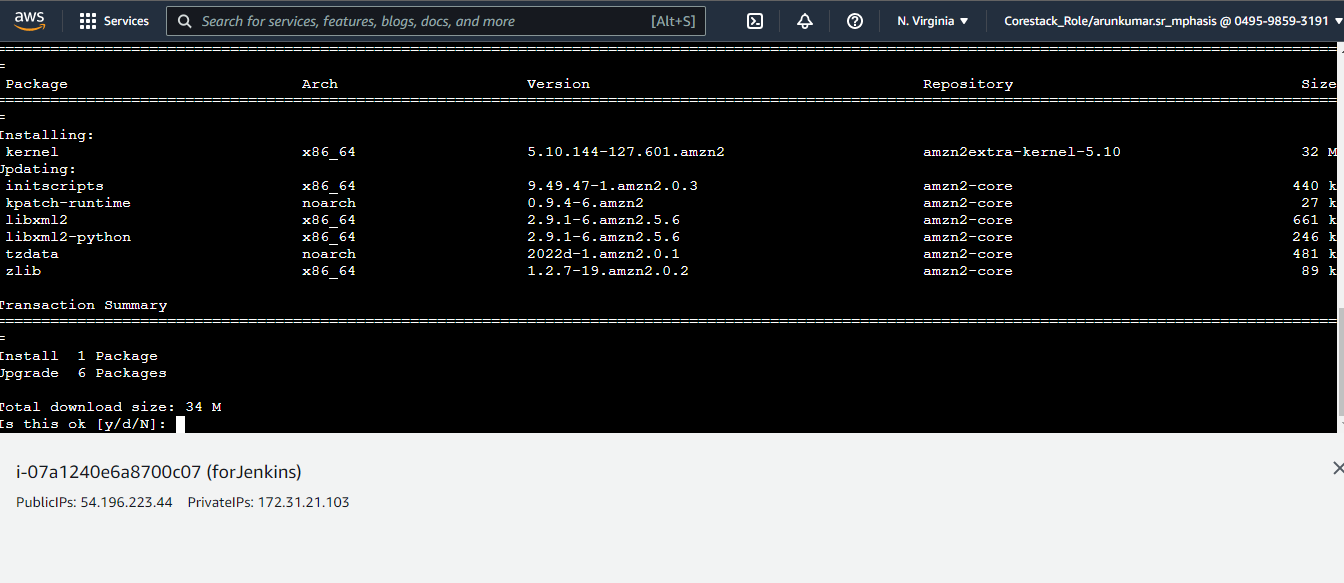 aws Services Search for services, features, blogs, docs, and more [Alt+S] N. Virginia Corestack_Role/arunkumar.sr_mphasis @ 0495-9859-3191
================================================================================
=
Package Arch Version Repository Size
================================================================================
=
Installing:
kernel x86_64 5.10.144-127.601.amzn2 amzn2extra-kernel-5.10 32 M
Updating:
initscripts x86_64 9.49.47-1.amzn2.0.3 amzn2-core 440 k
kpatch-runtime noarch 0.9.4-6.amzn2 amzn2-core 27 k
libxml2 x86_64 2.9.1-6.amzn2.5.6 amzn2-core 661 k
libxml2-python x86_64 2.9.1-6.amzn2.5.6 amzn2-core 246 k
tzdata noarch 2022d-1.amzn2.0.1 amzn2-core 481 k
zlib x86_64 1.2.7-19.amzn2.0.2 amzn2-core 89 k
Transaction Summary
================================================================================
=
Install 1 Package
Upgrade 6 Packages
Total download size: 34 M
Is this ok [y/d/N]:
i-07a1240e6a8700c07 (forJenkins)
PublicIPs: 54.196.223.44 PrivateIPs: 172.31.21.103